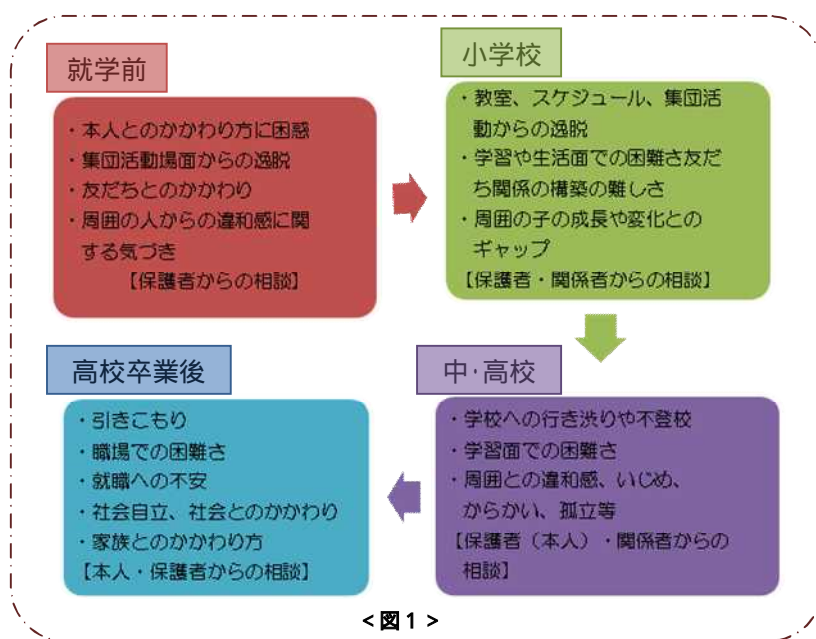 就学前
・本人とのかかわり方に困惑
・集団活動場面からの逸脱
・友だちとのかかわり
・周囲の人からの違和感に関
する気づき
【保護者からの相談】
小学校
・教室、スケジュール、集団活
動からの逸脱
・学習や生活面での困難さ友だ
ち関係の構築の難しさ
・周囲の子の成長や変化との
ギャップ
【保護者・関係者からの相談】
中・高校
・学校への行き渋りや不登校
・学習面での困難さ
・周囲との違和感、いじめ、
からかい、孤立等
【保護者（本人）・関係者からの
相談】
高校卒業後
・引きこもり
・職場での困難さ
・就職への不安
・社会自立、社会とのかかわり
・家族とのかかわり方
【本人・保護者からの相談】
<図１>